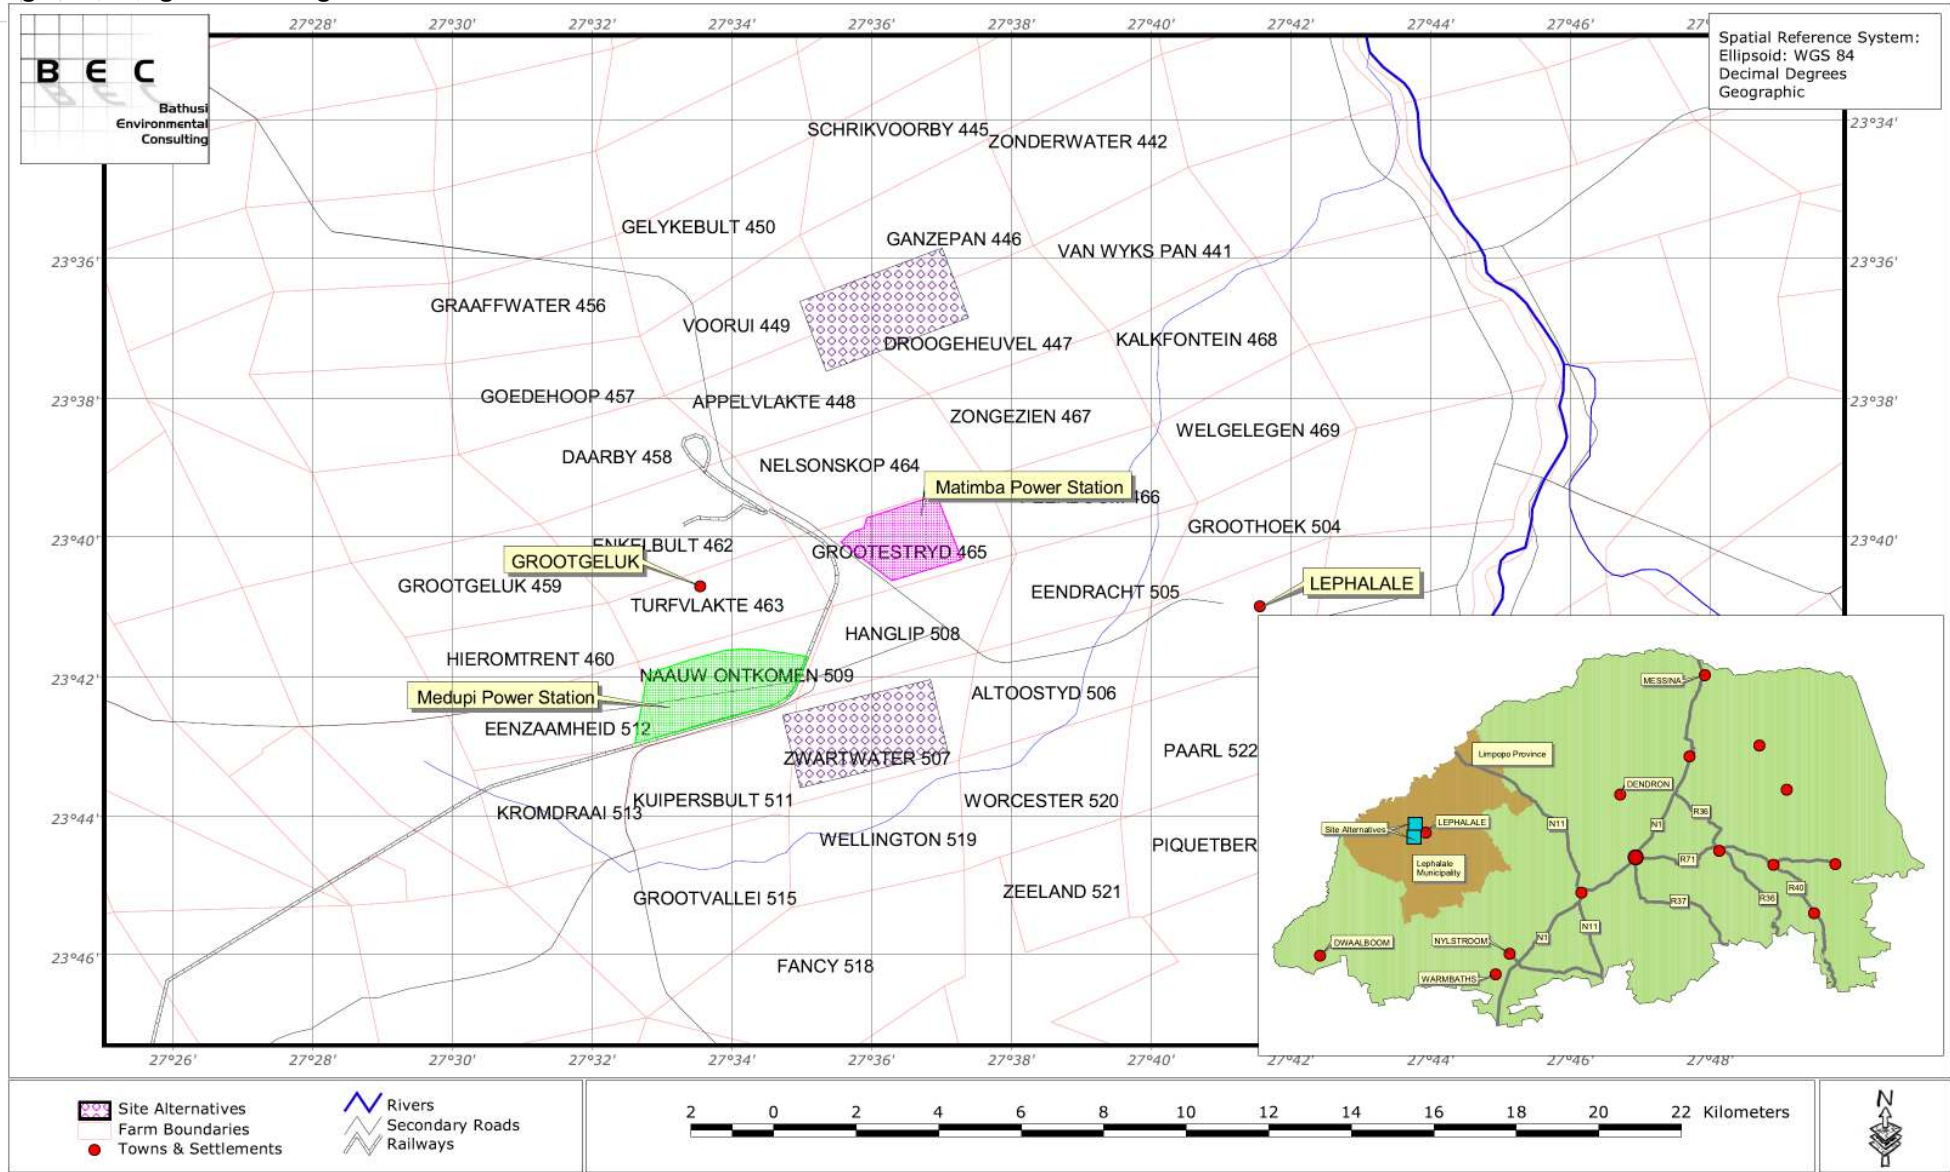 27°28'
27°30'
27°32'
27°34'
27°36'
27°38'
27°40'
27°42'
27°44'
27°46'
Spatial Reference System:
Ellipsoid: WGS 84
Decimal Degrees
Geographic
B E C
Bathusi
Environmental
Consulting
23°34'
SCHRIKVOORBY 445
ZONDERWATER 442
GELYKEBULT 450
GANZEPAN 446
VAN WYKS PAN 441
23°36'
23°36'
GRAAFFWATER 456
VOORUI 449
DROOGEHEUVEL 447
KALKFONTEIN 468
GOEDEHOOP 457
APPELVLAKTE 448
23°38'
23°38'
ZONGEZIEN 467
WELGELEGEN 469
DAARBY 458
NELSONSKOP 464
Matimba Power Station
466
GROOTHOEK 504
23°40'
23°40'
ENKELBULT 462
GROOTESTRYD 465
GROOTGELUK
GROOTGELUK 459
LEPHALALE
EENDRACHT 505
TURFVLAKTE 463
HANGLIP 508
HIEROMTRENT 460
23°42'
NAAUW ONTKOMEN 509
Medupi Power Station
ALTOOSTYD 506
EENZAAMHEID 512
ZWARTWATER 507
PAARL 522
KUIPERSBULT 511
WORCESTER 520
KROMDRAAI 513
23°44'
WELLINGTON 519
PIQUETBER
GROOTVALLEI 515
ZEELAND 521
23°46'
FANCY 518
MESSINA
Limpopo Province
DENDRON
R36
N11
N1
LEPHALALE
Site Alternatives
R71
Lephalale
Municipality
R40
R36
R37
N11
N1
DWAALBOOM
NYLSTROOM
WARMBATHS
27°26'
27°28'
27°30'
27°32'
27°34'
27°36'
27°38'
27°40'
27°42'
27°44'
27°46'
27°48'
Site Alternatives
Farm Boundaries
Towns & Settlements
Rivers
Secondary Roads
Railways
2 0 2 4 6 8 10 12 14 16 18 20 22 Kilometers
N